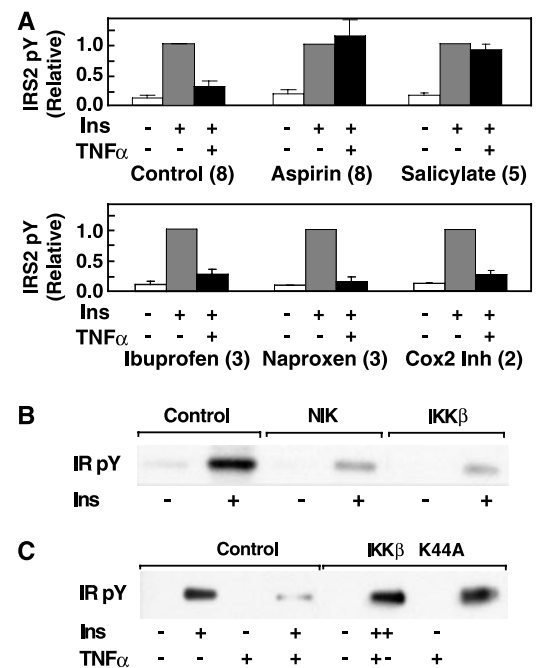 A
IRS2 pY
(Relative)
1.0
0.5
0.0
Ins - + + - + + - + +
TNFα - - + - - + - - +
Control (8) Aspirin (8) Salicylate (5)
IRS2 pY
(Relative)
1.0
0.5
0.0
Ins - + + - + + - + +
TNFα - - + - - + - - +
Ibuprofen (3) Naproxen (3) Cox2 Inh (2)
B
Control NIK IKKβ
IR pY
Ins - + - + - +
C
Control IKKβ K44A
IR pY
Ins - + - + - ++ -
TNFα - - + + +- +